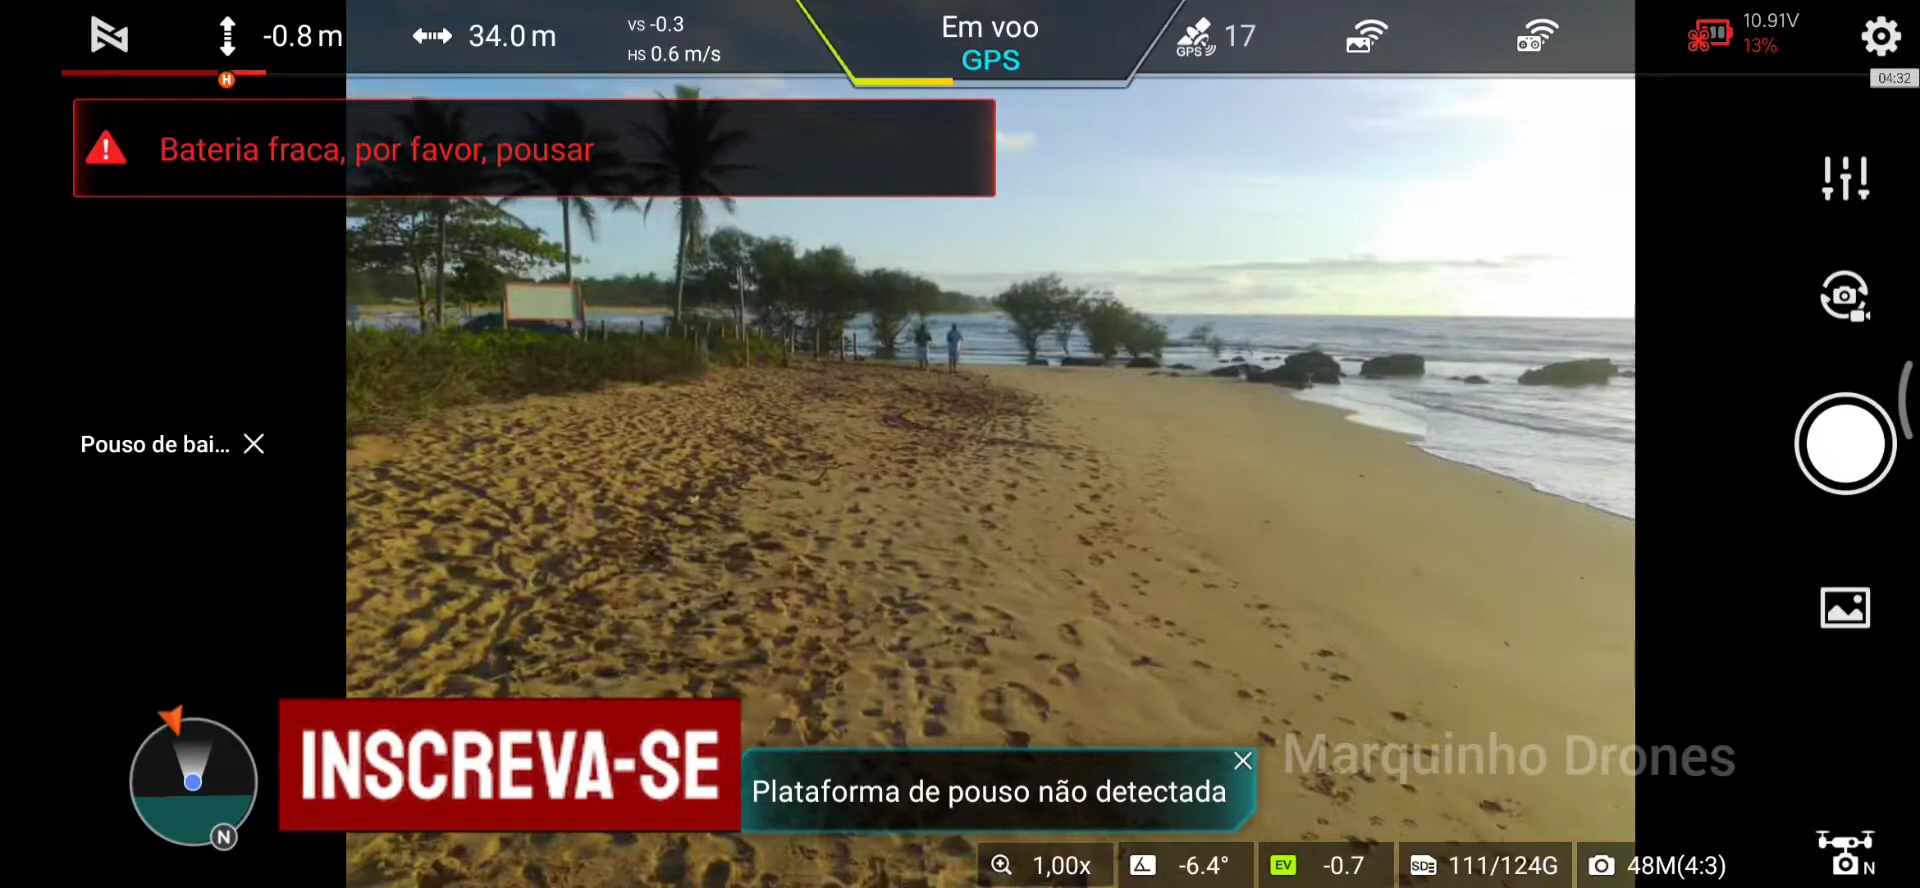 -0.8 m
34.0 m
VS -0.3
HS 0.6 m/s
Em voo
GPS
GPS 17
10.91V
13%
04:32
H
Bateria fraca, por favor, pousar
Pouso de bai...
N
INSCREVA-SE
Plataforma de pouso não detectada
Marquinho Drones
1,00x
-6.4°
EV -0.7
SD 111/124G
48M(4:3)
N